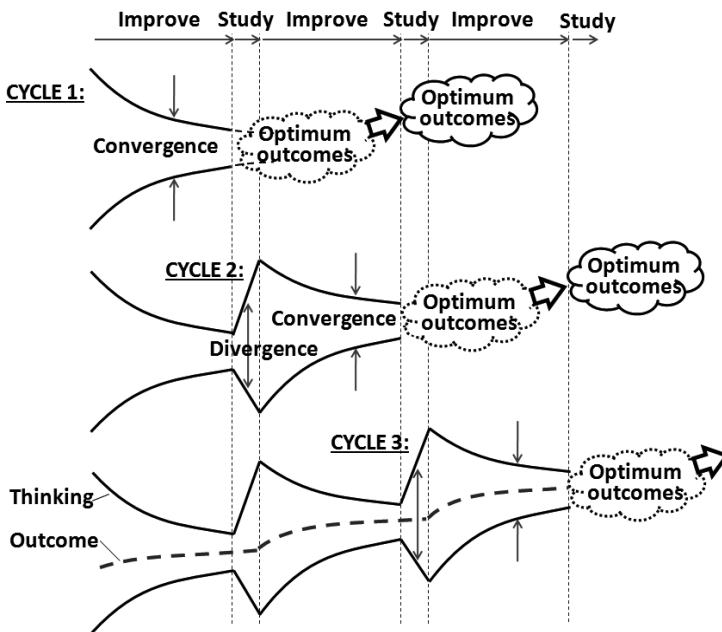 Improve Study Improve Study Improve Study
CYCLE 1:
Optimum
outcomes
Optimum
outcomes
Convergence
CYCLE 2:
Optimum
outcomes
Convergence
Optimum
outcomes
Divergence
CYCLE 3:
Optimum
outcomes
Thinking
Outcome